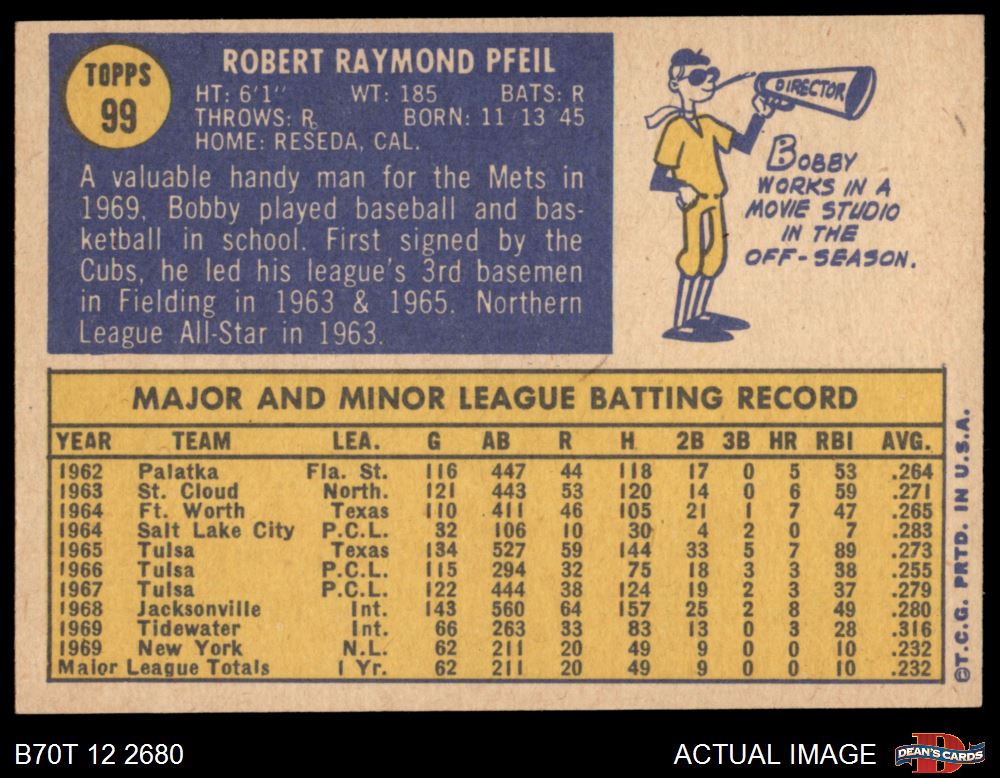 TOPPS
99
ROBERT RAYMOND PFEIL
HT: 6'1" WT: 185 BATS: R
THROWS: R BORN: 11 13 45
HOME: RESEDA, CAL.
A valuable handy man for the Mets in
1969, Bobby played baseball and bas-
ketball in school. First signed by the
Cubs, he led his league's 3rd basemen
in Fielding in 1963 & 1965. Northern
League All-Star in 1963.
DIRECTOR
BOBBY
WORKS IN A
MOVIE STUDIO
IN THE
OFF-SEASON.
MAJOR AND MINOR LEAGUE BATTING RECORD
YEAR TEAM LEA. G AB R H 2B 3B HR RBI AVG.
1962 Palatka Fla. St. 116 447 44 118 17 0 5 53 .264
1963 St. Cloud North. 121 443 53 120 14 0 6 59 .271
1964 Ft. Worth Texas 110 411 46 105 21 1 7 47 .265
1964 Salt Lake City P.C.L. 32 106 10 30 4 2 0 7 .283
1965 Tulsa Texas 134 527 59 144 33 5 7 89 .273
1966 Tulsa P.C.L. 115 294 32 75 18 3 3 38 .255
1967 Tulsa P.C.L. 122 444 38 124 19 2 3 37 .279
1968 Jacksonville Int. 143 560 64 157 25 2 8 49 .280
1969 Tidewater Int. 66 263 33 83 13 0 3 28 .316
1969 New York N.L. 62 211 20 49 9 0 0 10 .232
Major League Totals 1 Yr. 62 211 20 49 9 0 0 10 .232
©T.C.G. PRTD. IN U.S.A.
B70T 12 2680
ACTUAL IMAGE
D
DEAN'S CARDS